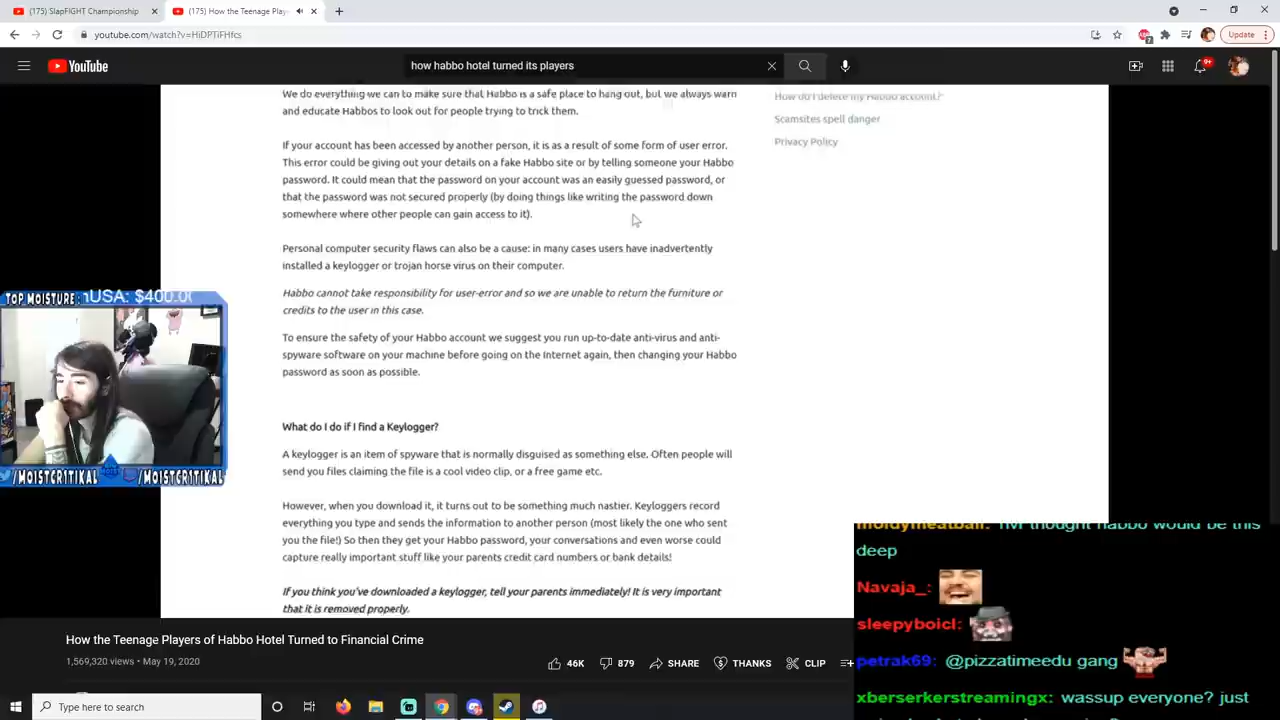 (175) SlapFIGHT Championship
(175) How the Teenage Play
youtube.com/watch?v=HiDPTiFHfcs
Update
YouTube
how habbo hotel turned its players
9+
We do everything we can to make sure that Habbo is a safe place to hang out, but we always warn
and educate Habbos to look out for people trying to trick them.
If your account has been accessed by another person, it is as a result of some form of user error.
This error could be giving out your details on a fake Habbo site or by telling someone your Habbo
password. It could mean that the password on your account was an easily guessed password, or
that the password was not secured properly (by doing things like writing the password down
somewhere where other people can gain access to it).
Personal computer security flaws can also be a cause: in many cases users have inadvertently
installed a keylogger or trojan horse virus on their computer.
Habbo cannot take responsibility for user-error and so we are unable to return the furniture or
credits to the user in this case.
To ensure the safety of your Habbo account we suggest you run up-to-date anti-virus and anti-
spyware software on your machine before going on the Internet again, then changing your Habbo
password as soon as possible.
What do I do if I find a Keylogger?
A keylogger is an item of spyware that is normally disguised as something else. Often people will
send you files claiming the file is a cool video clip, or a free game etc.
However, when you download it, it turns out to be something much nastier. Keyloggers record
everything you type and sends the information to another person (most likely the one who sent
you the file!) So then they get your Habbo password, your conversations and even worse could
capture really important stuff like your parents credit card numbers or bank details!
If you think you've downloaded a keylogger, tell your parents immediately! It is very important
that it is removed properly.
How do I delete my Habbo account?
Scamsites spell danger
Privacy Policy
TOP MOISTURE: USA: $400.0
/MOISTCRITIKAL /MOISTCRITIKAL
How the Teenage Players of Habbo Hotel Turned to Financial Crime
1,569,320 views • May 19, 2020
46K 879 SHARE THANKS CLIP
moldymeatball: thought habbo would be this
deep
Navaja_:
sleepyboicl:
petrak69: @pizzatimeedu gang
xberserkerstreamingx: wassup everyone? just
Type here to search